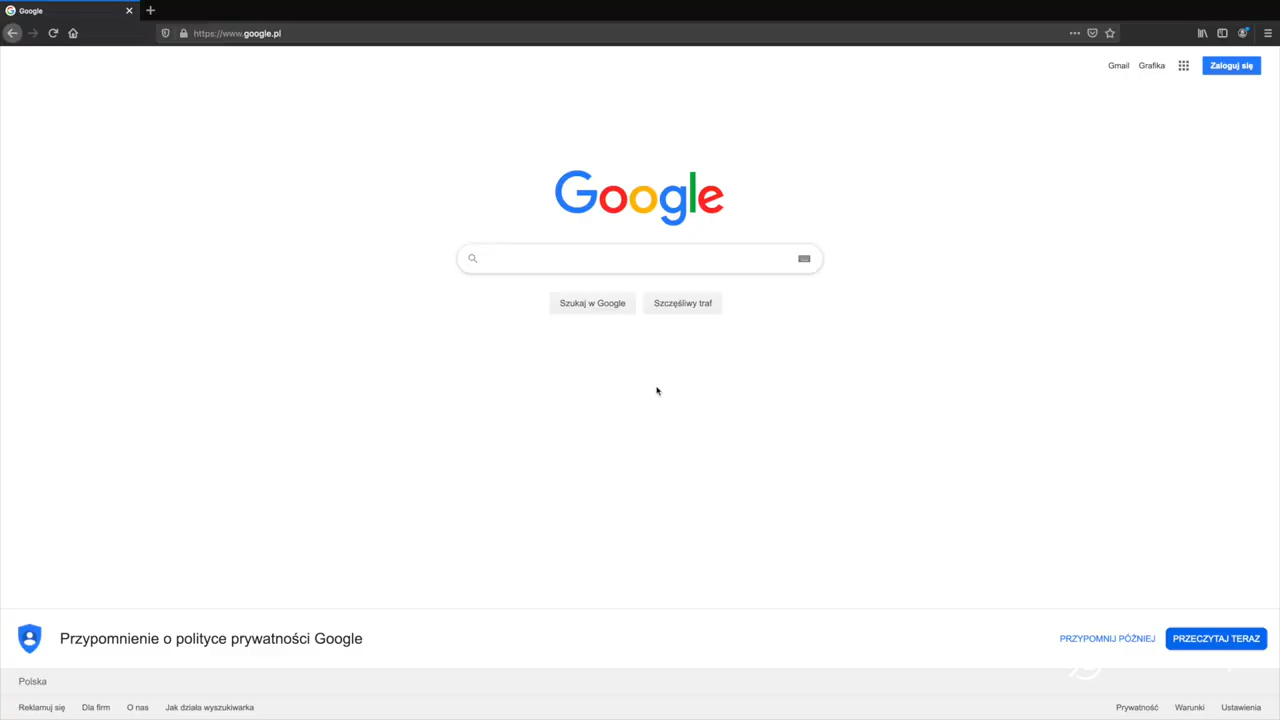 Google
https://www.google.pl
Gmail Grafika Zaloguj się
Google
Szukaj w Google Szczęśliwy traf
Przypomnienie o polityce prywatności Google PRZYPOMNIJ PÓŹNIEJ PRZECZYTAJ TERAZ
Polska
Reklamuj się Dla firm O nas Jak działa wyszukiwarka Prywatność Warunki Ustawienia